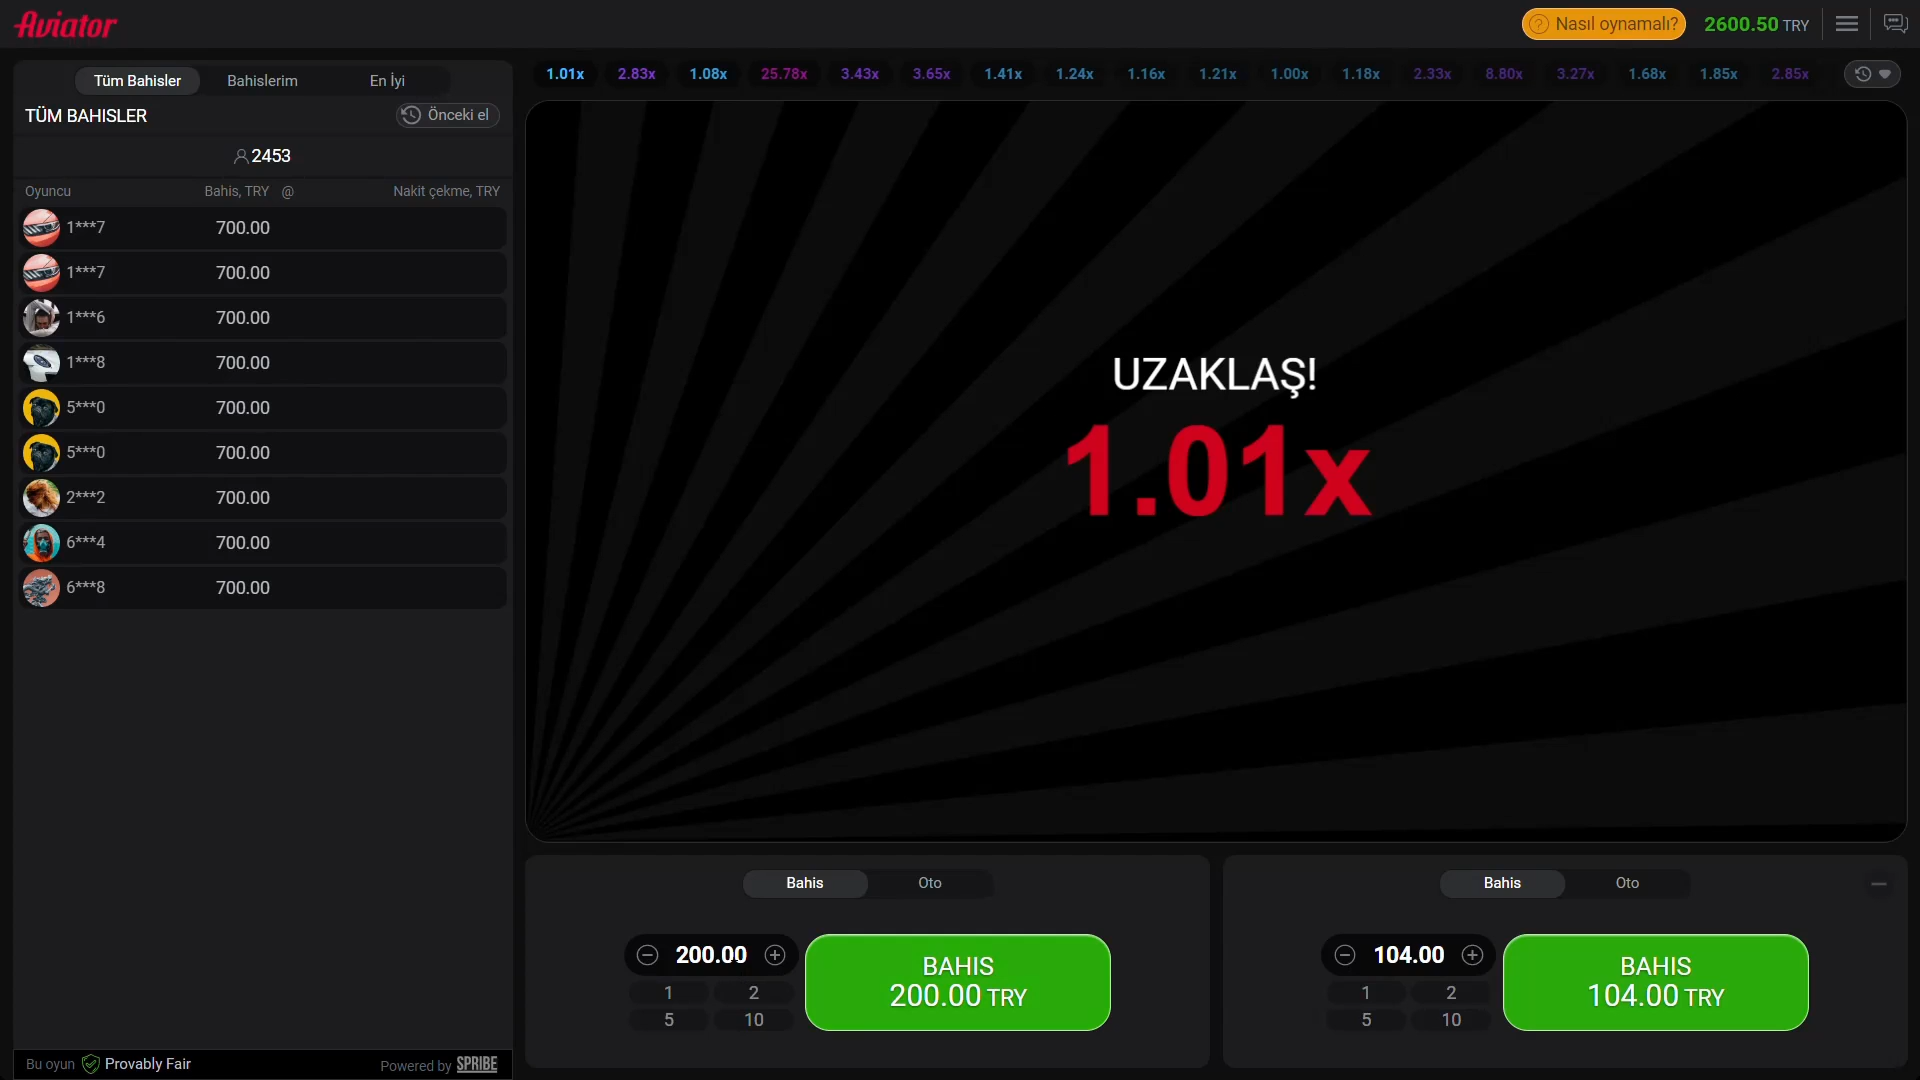 Aviator
Nasıl oynamalı?
2600.50 TRY
Tüm Bahisler
Bahislerim
En İyi
1.01x 2.83x 1.08x 25.78x 3.43x 3.65x 1.41x 1.24x 1.16x 1.21x 1.00x 1.18x 2.33x 8.80x 3.27x 1.68x 1.85x 2.85x
TÜM BAHISLER
Önceki el
2453
Oyuncu Bahis, TRY @ Nakit çekme, TRY
1***7 700.00
1***7 700.00
1***6 700.00
1***8 700.00
5***0 700.00
5***0 700.00
2***2 700.00
6***4 700.00
6***8 700.00
UZAKLAŞ!
1.01x
Bahis Oto
200.00
1 2
5 10
BAHIS
200.00 TRY
Bahis Oto
104.00
1 2
5 10
BAHIS
104.00 TRY
Bu oyun Provably Fair
Powered by SPRIBE